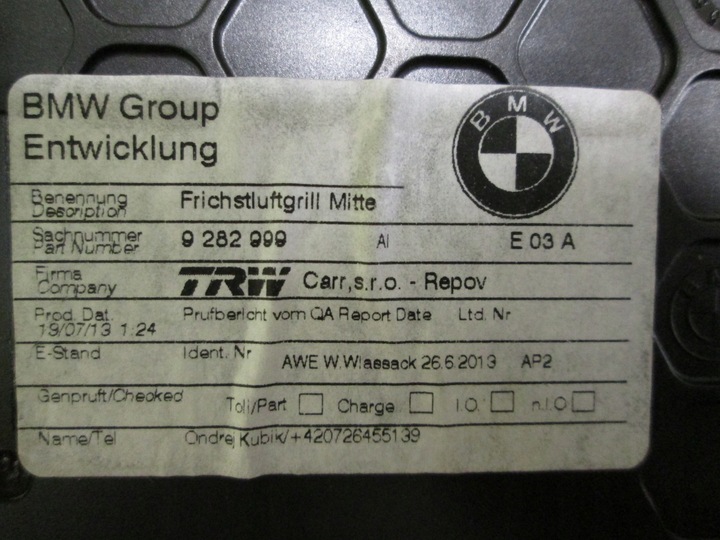 BMW Group
Entwicklung
BMW
Benennung
Description
Frichstluftgrill Mitte
Sachnummer
Part Number
9 282 999 AI E 03 A
Firma
Company
TRW Carr,s.r.o. - Repov
Prod. Dat. Prufbericht vom QA Report Date Ltd. Nr
19/07/13 1:24
/E-Stand Ident. Nr AWE W.Wlassack 26.6.2013 AP2
Genpruft/Checked Toll/Part Charge I.O. n.I.O
Name/Tel Ondrej Kubik/+420726455139